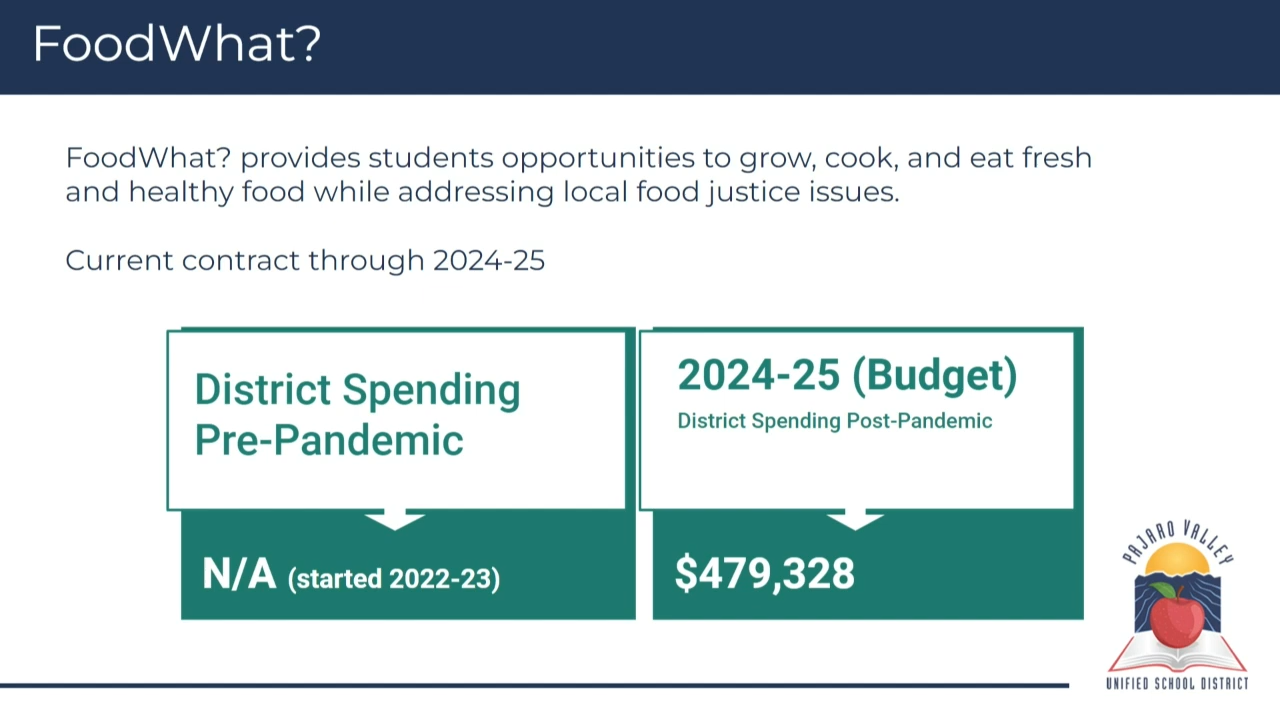 FoodWhat?
FoodWhat? provides students opportunities to grow, cook, and eat fresh
and healthy food while addressing local food justice issues.
Current contract through 2024-25
District Spending
Pre-Pandemic
N/A (started 2022-23)
2024-25 (Budget)
District Spending Post-Pandemic
$479,328
PAJARO VALLEY
UNIFIED SCHOOL DISTRICT